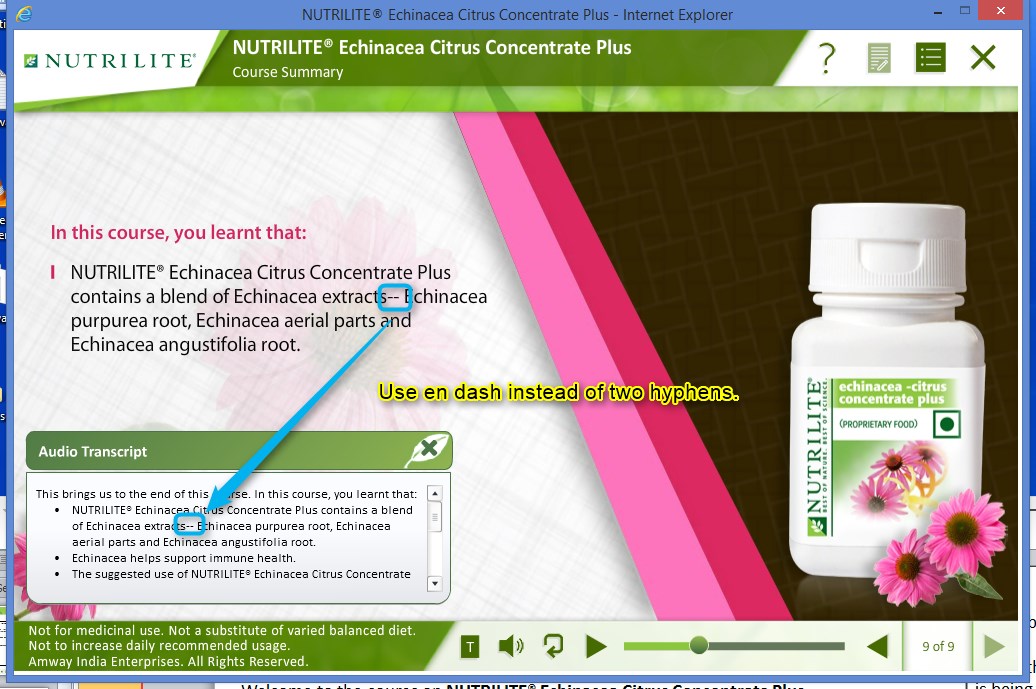 NUTRILITE® Echinacea Citrus Concentrate Plus - Internet Explorer
NUTRILITE®
NUTRILITE® Echinacea Citrus Concentrate Plus
Course Summary
?
In this course, you learnt that:
NUTRILITE® Echinacea Citrus Concentrate Plus
contains a blend of Echinacea extracts-- Echinacea
purpurea root, Echinacea aerial parts and
Echinacea angustifolia root.
Use en dash instead of two hyphens.
NUTRILITE®
BEST OF NATURE. BEST OF SCIENCE.
echinacea -citrus
concentrate plus
(PROPRIETARY FOOD)
Audio Transcript
This brings us to the end of this course. In this course, you learnt that:
• NUTRILITE® Echinacea Citrus Concentrate Plus contains a blend
of Echinacea extracts-- Echinacea purpurea root, Echinacea
aerial parts and Echinacea angustifolia root.
• Echinacea helps support immune health.
• The suggested use of NUTRILITE® Echinacea Citrus Concentrate
Not for medicinal use. Not a substitute of varied balanced diet.
Not to increase daily recommended usage.
Amway India Enterprises. All Rights Reserved.
T
9 of 9
Welcome to the course on NUTRILITE® Echinacea Citrus Concentrate Plus
is being